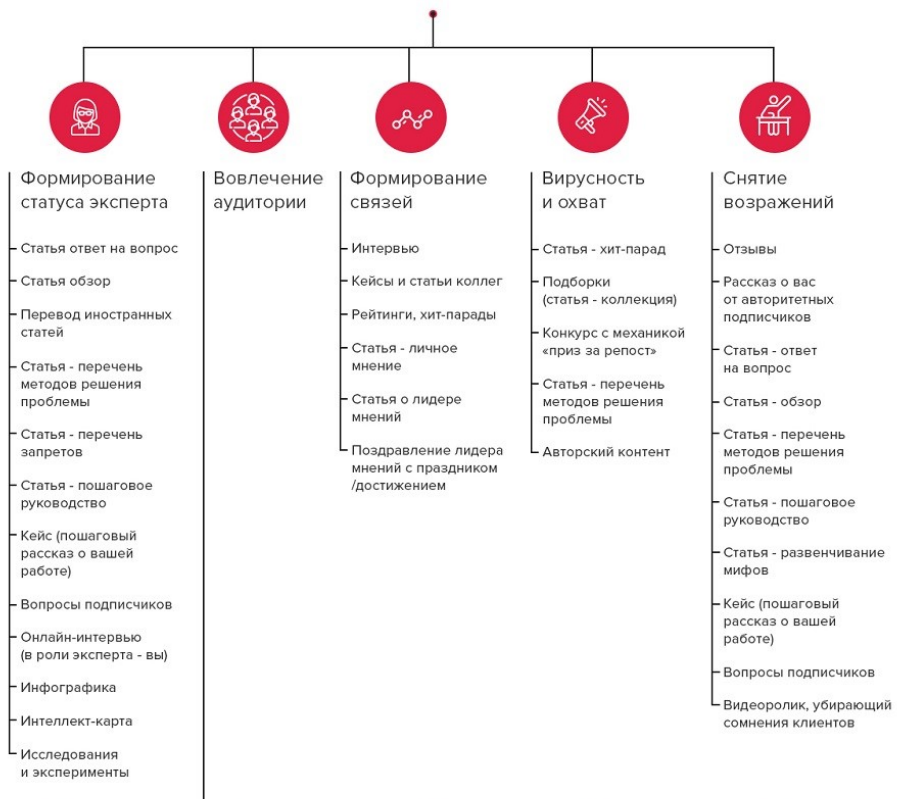 Формирование
статуса эксперта
Статья ответ на вопрос
Статья обзор
Перевод иностранных
статей
Статья - перечень
методов решения
проблемы
Статья - перечень
запретов
Статья - пошаговое
руководство
Кейс (пошаговый
рассказ о вашей
работе)
Вопросы подписчиков
Онлайн-интервью
(в роли эксперта - вы)
Инфографика
Интеллект-карта
Исследования
и эксперименты
Вовлечение
аудитории
Формирование
связей
Интервью
Кейсы и статьи коллег
Рейтинги, хит-парады
Статья - личное
мнение
Статья о лидере
мнений
Поздравление лидера
мнений с праздником
/достижением
Вирусность
и охват
Статья - хит-парад
Подборки
(статья - коллекция)
Конкурс с механикой
«приз за репост»
Статья - перечень
методов решения
проблемы
Авторский контент
Снятие
возражений
Отзывы
Рассказ о вас
от авторитетных
подписчиков
Статья - ответ
на вопрос
Статья - обзор
Статья - перечень
методов решения
проблемы
Статья - пошаговое
руководство
Статья - развенчивание
мифов
Кейс (пошаговый
рассказ о вашей
работе)
Вопросы подписчиков
Видеоролик, убирающий
сомнения клиентов